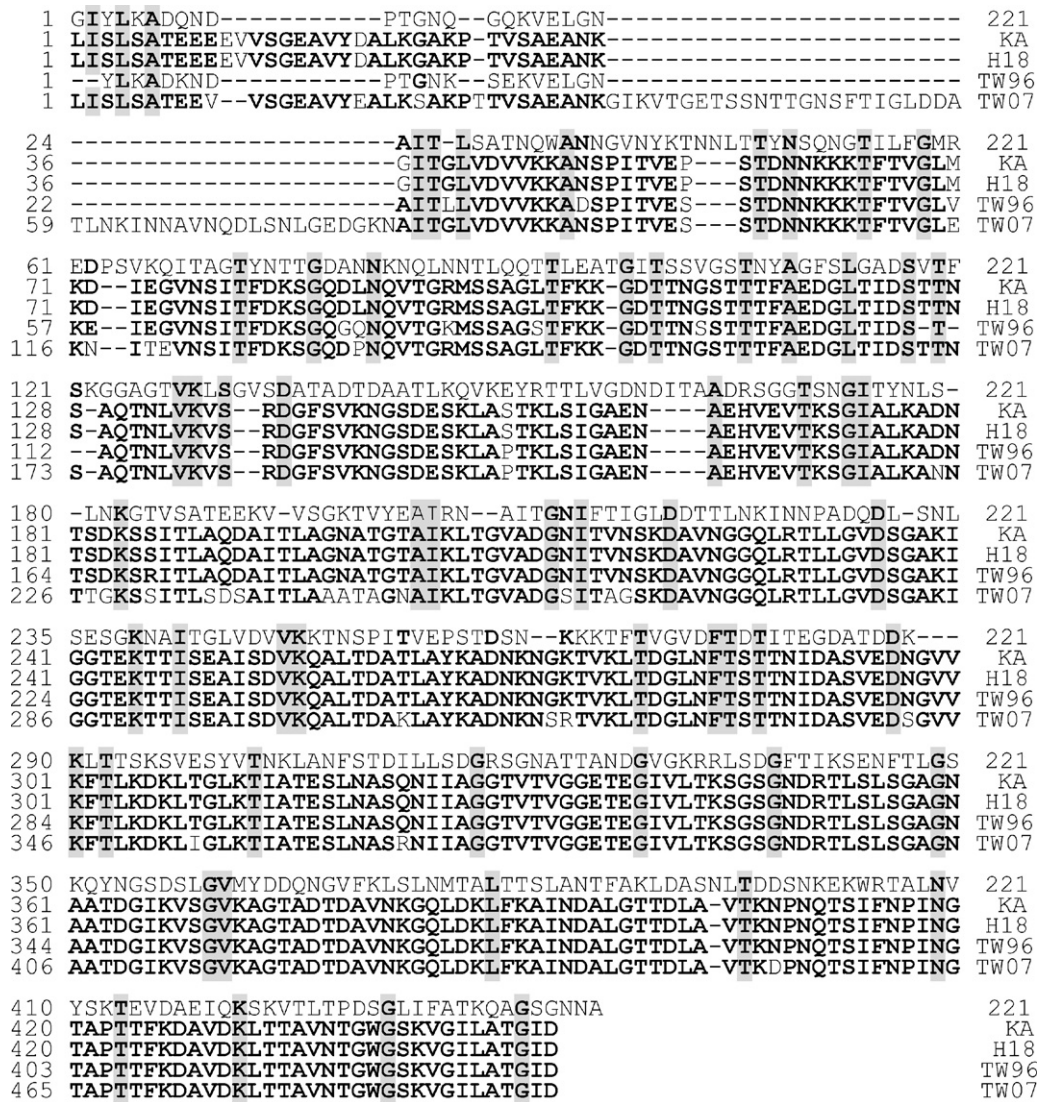 1 GIYLKADQND-----------PTGNQ--GQKVELGN------------------------ 221
1 LISLSATEEEEVVSGEAVYDALKGAKP-TVSAEANK------------------------ KA
1 LISLSATEEEEVVSGEAVYDALKGAKP-TVSAEANK------------------------ H18
1 --YLKADKND-----------PTGNK--SEKVELGN------------------------ TW96
1 LISLSATEEV--VSGEAVYEALKSAKPTTVSAEANKGIKVTGETSSNTTGNSFTIGLDDA TW07
24 ----------------------AIT-LSATNQWANNGVNYKTNNLTTYNSQNGTILFGMR 221
36 ----------------------GITGLVDVVKKANSPITVEP---STDNNKKKTFTVGLM KA
36 ----------------------GITGLVDVVKKANSPITVEP---STDNNKKKTFTVGLM H18
22 ----------------------AITLLVDVVKKADSPITVES---STDNNKKKTFTVGLV TW96
59 TLNKINNAVNQDLSNLGEDGKNAITGLVDVVKKANSPITVES---STDNNKKKTFTVGLE TW07
61 EDPSVKQITAGTYNTTGDANNKNQLNNTLQQTTLEATGITSSVGSTNYAGFSLGADSVTF 221
71 KD--IEGVNSITFDKSGQDLNQVTGRMSSAGLTFKK-GDTTNGSTTTFAEDGLTIDSTTN KA
71 KD--IEGVNSITFDKSGQDLNQVTGRMSSAGLTFKK-GDTTNGSTTTFAEDGLTIDSTTN H18
57 KE--IEGVNSITFDKSGQGQNQVTGKMSSAGSTFKK-GDTTNSSTTTFAEDGLTIDS-T- TW96
116 KN--ITEVNSITFDKSGQDPNQVTGRMSSAGLTFKK-GDTTNGSTTTFAEDGLTIDSTTN TW07
121 SKGGAGTVKLSGVSDATADTDAATLKQVKEYRTTLVGDNDITAADRSGGTSNGITYNLS- 221
128 S-AQTNLVKVS--RDGFSVKNGSDESKLASTKLSIGAEN----AEHVEVTKSGIALKADN KA
128 S-AQTNLVKVS--RDGFSVKNGSDESKLASTKLSIGAEN----AEHVEVTKSGIALKADN H18
112 -AQTNLVKVS--RDGFSVKNGSDESKLAPTKLSIGAEN----AEHVEVTKSGIALKADN TW96
173 S-AQTNLVKVS--RDGFSVKNGSDESKLAPTKLSIGAEN----AEHVEVTKSGIALKANN TW07
180 -LNKGTVSATEEKV-VSGKTVYEAIRN-AITGNIFTIGLDDTTLNKINNPADQDL-SNL 221
181 TSDKSSITLAQDAITLAGNATGTAIKLTGVADGNITVNSKDAVNGGQLRTLLGVDSGAKI KA
181 TSDKSSITLAQDAITLAGNATGTAIKLTGVADGNITVNSKDAVNGGQLRTLLGVDSGAKI H18
164 TSDKSRITLAQDAITLAGNATGTAIKLTGVADGNITVNSKDAVNGGQLRTLLGVDSGAKI TW96
226 TTGKSSITLSDSAITLAAATAGNAIKLTGVADGSITAGSKDAVNGGQLRTLLGVDSGAKI TW07
235 SESGKNAITGLVDVVKKTNSPITVEPSTDSN--KKKTFTVGVDFTDTITEGDATDDK--- 221
241 GGTEKTTISEAISDVKQALTDATLAYKADNKNGKTVKLTDGLNFTSTTNIDASVEDNGVV KA
241 GGTEKTTISEAISDVKQALTDATLAYKADNKNGKTVKLTDGLNFTSTTNIDASVEDNGVV H18
224 GGTEKTTISEAISDVKQALTDATLAYKADNKNGKTVKLTDGLNFTSTTNIDASVEDNGVV TW96
286 GGTEKTTISEAISDVKQALTDAKLAYKADNKNSRTVKLTDGLNFTSTTNIDASVEDSGVV TW07
290 KLTTSKSVESYVTNKLANFSTDILLSDGRSGNATTANDGVGKRRLSDGFTIKSENFTLGS 221
301 KFTLKDKLTGLKTIATESLNASQNIIAGGTVTVGGETEGIVLTKSGSGNDRTLSLSGAGN KA
301 KFTLKDKLTGLKTIATESLNASQNIIAGGTVTVGGETEGIVLTKSGSGNDRTLSLSGAGN H18
284 KFTLKDKLTGLKTIATESLNASQNIIAGGTVTVGGETEGIVLTKSGSGNDRTLSLSGAGN TW96
346 KFTLKDKLIGLKTIATESLNASRNIIAGGTVTVGGETEGIVLTKSGSGNDRTLSLSGAGN TW07
350 KQYNGSDSLGVMYDDQNGVFKLSLNMTALTTSLANTFAKLDASNLTDDSNKEKWRTALNV 221
361 AATDGIKVSGVKAGTADTDAVNKGQLDKLFKAINDALGTTDLA-VTKNPNQTSIFNPING KA
361 AATDGIKVSGVKAGTADTDAVNKGQLDKLFKAINDALGTTDLA-VTKNPNQTSIFNPING H18
344 AATDGIKVSGVKAGTADTDAVNKGQLDKLFKAINDALGTTDLA-VTKNPNQTSIFNPING TW96
406 AATDGIKVSGVKAGTADTDAVNKGQLDKLFKAINDALGTTDLA-VTKDPNQTSIFNPING TW07
410 YSKTEVDAEIQKSKVTLTPDSGLIFATKQAGSGNNA 221
420 TAPTTFKDAVDKLTTAVNTGWGSKVGILATGID KA
420 TAPTTFKDAVDKLTTAVNTGWGSKVGILATGID H18
403 TAPTTFKDAVDKLTTAVNTGWGSKVGILATGID TW96
465 TAPTTFKDAVDKLTTAVNTGWGSKVGILATGID TW07